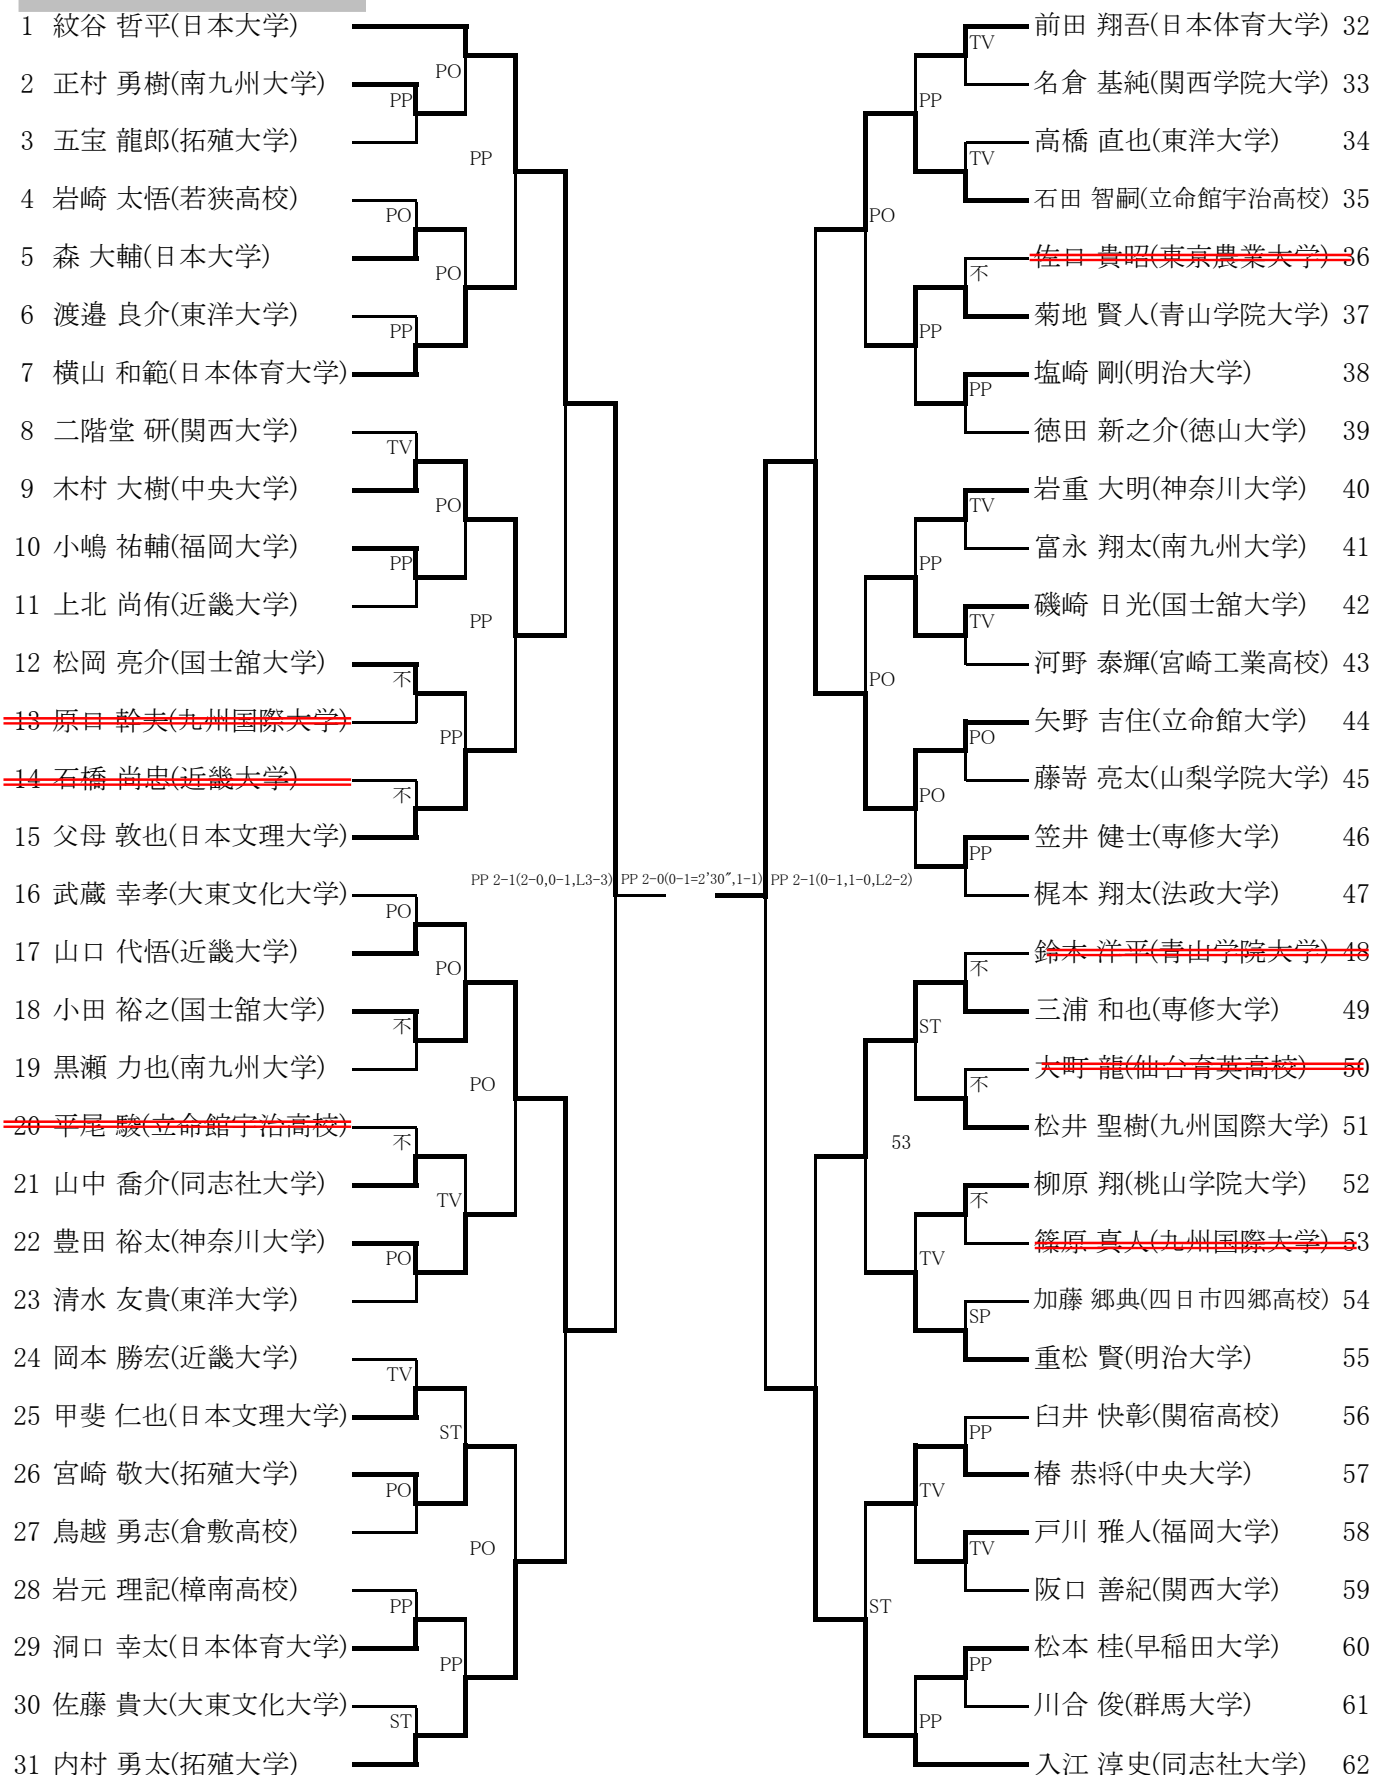 1 紋谷 哲平(日本大学)
2 正村 勇樹(南九州大学)
3 五宝 龍郎(拓殖大学)
4 岩崎 太悟(若狭高校)
5 森 大輔(日本大学)
6 渡邉 良介(東洋大学)
7 横山 和範(日本体育大学)
8 二階堂 研(関西大学)
9 木村 大樹(中央大学)
10 小嶋 祐輔(福岡大学)
11 上北 尚侑(近畿大学)
12 松岡 亮介(国士舘大学)
13 原口 幹夫(九州国際大学)
14 石橋 尚忠(近畿大学)
15 父母 敦也(日本文理大学)
16 武蔵 幸孝(大東文化大学)
17 山口 代悟(近畿大学)
18 小田 裕之(国士舘大学)
19 黒瀬 力也(南九州大学)
20 平尾 駿(立命館宇治高校)
21 山中 喬介(同志社大学)
22 豊田 裕太(神奈川大学)
23 清水 友貴(東洋大学)
24 岡本 勝宏(近畿大学)
25 甲斐 仁也(日本文理大学)
26 宮崎 敬大(拓殖大学)
27 鳥越 勇志(倉敷高校)
28 岩元 理記(樟南高校)
29 洞口 幸太(日本体育大学)
30 佐藤 貴大(大東文化大学)
31 内村 勇太(拓殖大学)
PP
PO
PP
TV
PP
不
不
PO
不
不
PO
TV
PO
PP
ST
PO
PO
PO
PP
PO
TV
ST
PP
PP
PP
PO
PO
PP 2-1(2-0,0-1,L3-3)
PP 2-0(0-1=2'30",1-1)
PP 2-1(0-1,1-0,L2-2)
PO
PO
53
ST
PP
PP
PP
PO
ST
TV
TV
PP
TV
TV
不
PP
TV
TV
PO
PP
不
不
不
SP
PP
TV
PP
前田 翔吾(日本体育大学) 32
名倉 基純(関西学院大学) 33
高橋 直也(東洋大学) 34
石田 智嗣(立命館宇治高校) 35
佐口 貴昭(東京農業大学) 36
菊地 賢人(青山学院大学) 37
塩崎 剛(明治大学) 38
徳田 新之介(徳山大学) 39
岩重 大明(神奈川大学) 40
富永 翔太(南九州大学) 41
磯崎 日光(国士舘大学) 42
河野 泰輝(宮崎工業高校) 43
矢野 吉住(立命館大学) 44
藤嵜 亮太(山梨学院大学) 45
笠井 健士(専修大学) 46
梶本 翔太(法政大学) 47
鈴木 洋平(青山学院大学) 48
三浦 和也(専修大学) 49
大町 龍(仙台育英高校) 50
松井 聖樹(九州国際大学) 51
柳原 翔(桃山学院大学) 52
篠原 真人(九州国際大学) 53
加藤 郷典(四日市四郷高校) 54
重松 賢(明治大学) 55
臼井 快彰(関宿高校) 56
椿 恭将(中央大学) 57
戸川 雅人(福岡大学) 58
阪口 善紀(関西大学) 59
松本 桂(早稲田大学) 60
川合 俊(群馬大学) 61
入江 淳史(同志社大学) 62